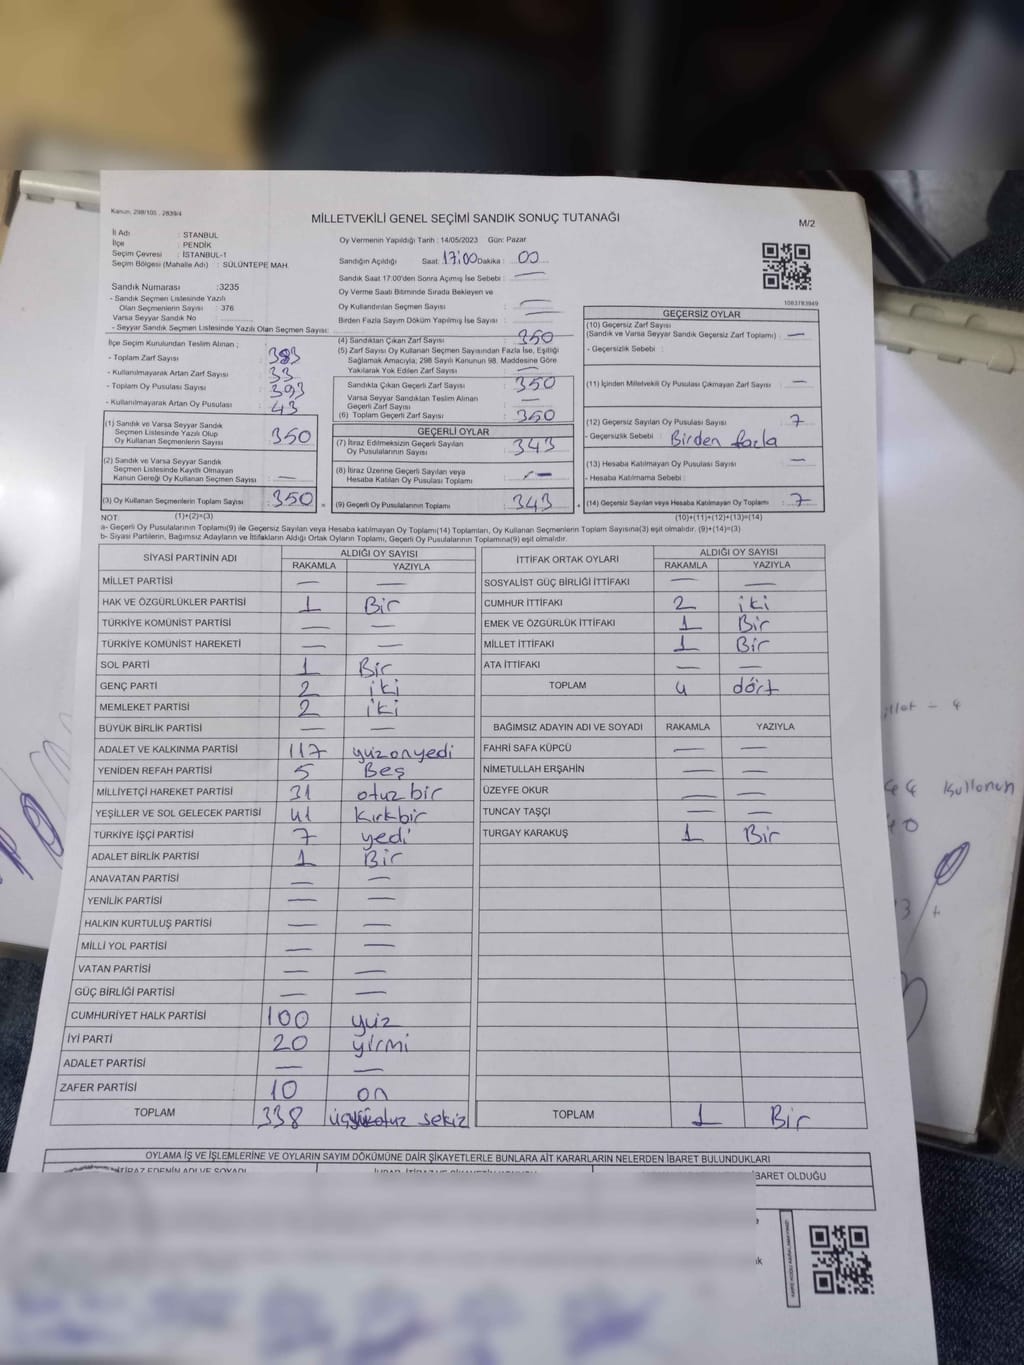 Kanun: 298/105 , 2839/4
MİLLETVEKİLİ GENEL SEÇİMİ SANDIK SONUÇ TUTANAĞI
M/2
İl Adı : STANBUL
İlçe : PENDİK
Seçim Çevresi : İSTANBUL-1
Seçim Bölgesi (Mahalle Adı) : SÜLÜNTEPE MAH.
Oy Vermenin Yapıldığı Tarih : 14/05/2023 Gün: Pazar
Sandığın Açıldığı Saat: 17:00 Dakika : 00
Sandık Saat 17:00'den Sonra Açımış İse Sebebi : —
Oy Verme Saati Bitiminde Sırada Bekleyen ve
Oy Kullandırılan Seçmen Sayısı : —
Birden Fazla Sayım Döküm Yapılmış İse Sayısı : —
Sandık Numarası :3235
- Sandık Seçmen Listesinde Yazılı
Olan Seçmenlerin Sayısı : 376
Varsa Seyyar Sandık No :
- Seyyar Sandık Seçmen Listesinde Yazılı Olan Seçmen Sayısı:
1083783949
İlçe Seçim Kurulundan Teslim Alınan ;
- Toplam Zarf Sayısı : 383
- Kullanılmayarak Artan Zarf Sayısı : 33
- Toplam Oy Pusulası Sayısı : 393
- Kullanılmayarak Artan Oy Pusulası : 43
(1) Sandık ve Varsa Seyyar Sandık
Seçmen Listesinde Yazılı Olup
Oy Kullanan Seçmenlerin Sayısı : 350
(2) Sandık ve Varsa Seyyar Sandık
Seçmen Listesinde Kayıtlı Olmayan
Kanun Gereği Oy Kullanan Seçmen Sayısı : —
(3) Oy Kullanan Seçmenlerin Toplam Sayısı : 350
(1)+(2)=(3)
(4) Sandıktan Çıkan Zarf Sayısı : 350
(5) Zarf Sayısı Oy Kullanan Seçmen Sayısından Fazla İse, Eşitliği
Sağlamak Amacıyla; 298 Sayılı Kanunun 98. Maddesine Göre
Yakılarak Yok Edilen Zarf Sayısı : —
Sandıkta Çıkan Geçerli Zarf Sayısı : 350
Varsa Seyyar Sandıktan Teslim Alınan
Geçerli Zarf Sayısı : —
(6) Toplam Geçerli Zarf Sayısı : 350
GEÇERLİ OYLAR
(7) İtiraz Edilmeksizin Geçerli Sayılan
Oy Pusulasının Sayısı : 343
(8) İtiraz Üzerine Geçerli Sayılan veya
Hesaba Katılan Oy Pusulası Toplamı : —
= (9) Geçerli Oy Pusulalarının Toplamı : 343
GEÇERSİZ OYLAR
(10) Geçersiz Zarf Sayısı
(Sandık ve Varsa Seyyar Sandık Geçersiz Zarf Toplamı) : —
- Geçersizlik Sebebi :
(11) İçinden Milletvekili Oy Pusulası Çıkmayan Zarf Sayısı : —
(12) Geçersiz Sayılan Oy Pusulası Sayısı : 7
- Geçersizlik Sebebi : Birden fazla
(13) Hesaba Katılmayan Oy Pusulası Sayısı : —
- Hesaba Katılmama Sebebi :
+ (14) Geçersiz Sayılan veya Hesaba Katılmayan Oy Toplamı : 7
(10)+(11)+(12)+(13)=(14)
NOT:
a- Geçerli Oy Pusulalarının Toplamı(9) ile Geçersiz Sayılan veya Hesaba katılmayan Oy Toplamı(14) Toplamları, Oy Kullanan Seçmenlerin Toplam Sayısına(3) eşit olmalıdır. (9)+(14)=(3)
b- Siyasi Partilerin, Bağımsız Adayların ve İttifakların Aldığı Ortak Oyların Toplamı, Geçerli Oy Pusulalarının Toplamına(9) eşit olmalıdır.
SİYASİ PARTİNİN ADI ALDIĞI OY SAYISI
RAKAMLA YAZIYLA
MİLLET PARTİSİ — —
HAK VE ÖZGÜRLÜKLER PARTİSİ 1 Bir
TÜRKİYE KOMÜNİST PARTİSİ — —
TÜRKİYE KOMÜNİST HAREKETİ — —
SOL PARTİ 1 Bir
GENÇ PARTİ 2 iki
MEMLEKET PARTİSİ 2 iki
BÜYÜK BİRLİK PARTİSİ — —
ADALET VE KALKINMA PARTİSİ 117 yüzonyedi
YENİDEN REFAH PARTİSİ 5 Beş
MİLLİYETÇİ HAREKET PARTİSİ 31 otuz bir
YEŞİLLER VE SOL GELECEK PARTİSİ 41 Kırkbir
TÜRKİYE İŞÇİ PARTİSİ 7 yedi
ADALET BİRLİK PARTİSİ 1 Bir
ANAVATAN PARTİSİ — —
YENİLİK PARTİSİ — —
HALKIN KURTULUŞ PARTİSİ — —
MİLLİ YOL PARTİSİ — —
VATAN PARTİSİ — —
GÜÇ BİRLİĞİ PARTİSİ — —
CUMHURİYET HALK PARTİSİ 100 yüz
İYİ PARTİ 20 yirmi
ADALET PARTİSİ — —
ZAFER PARTİSİ 10 on
TOPLAM 338 üçyüzotuz sekiz
İTTİFAK ORTAK OYLARI ALDIĞI OY SAYISI
RAKAMLA YAZIYLA
SOSYALİST GÜÇ BİRLİĞİ İTTİFAKI — —
CUMHUR İTTİFAKI 2 iki
EMEK VE ÖZGÜRLÜK İTTİFAKI 1 Bir
MİLLET İTTİFAKI 1 Bir
ATA İTTİFAKI — —
TOPLAM 4 dört
BAĞIMSIZ ADAYIN ADI VE SOYADI RAKAMLA YAZIYLA
FAHRİ SAFA KÜPCÜ — —
NİMETULLAH ERŞAHİN — —
ÜZEYFE OKUR — —
TUNCAY TAŞÇI — —
TURGAY KARAKUŞ 1 Bir
TOPLAM 1 Bir
OYLAMA İŞ VE İŞLEMLERİNE VE OYLARIN SAYIM DÖKÜMÜNE DAİR ŞİKAYETLERLE BUNLARA AİT KARARLARIN NELERDEN İBARET BULUNDUKLARI
İTİRAZ EDENİN ADI VE SOYADI
BARET OLDUĞU
Kullanın